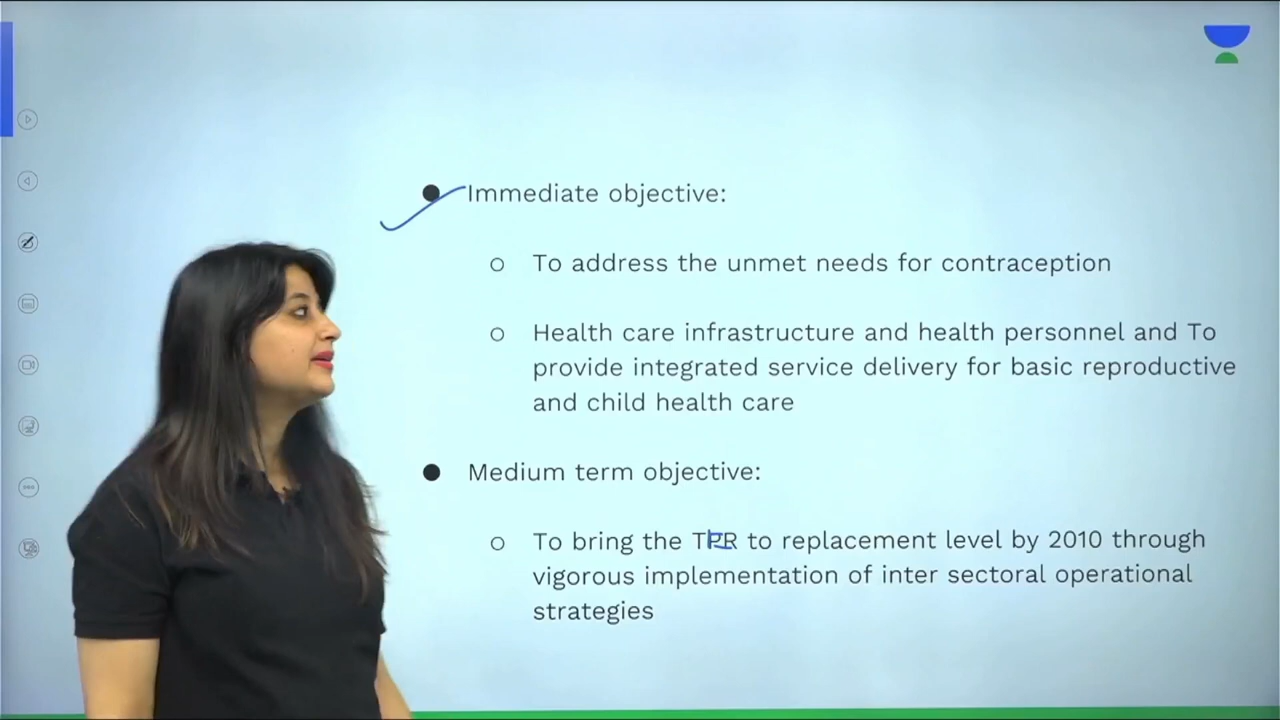 Immediate objective:
To address the unmet needs for contraception
Health care infrastructure and health personnel and To
provide integrated service delivery for basic reproductive
and child health care
Medium term objective:
To bring the TFR to replacement level by 2010 through
vigorous implementation of inter sectoral operational
strategies